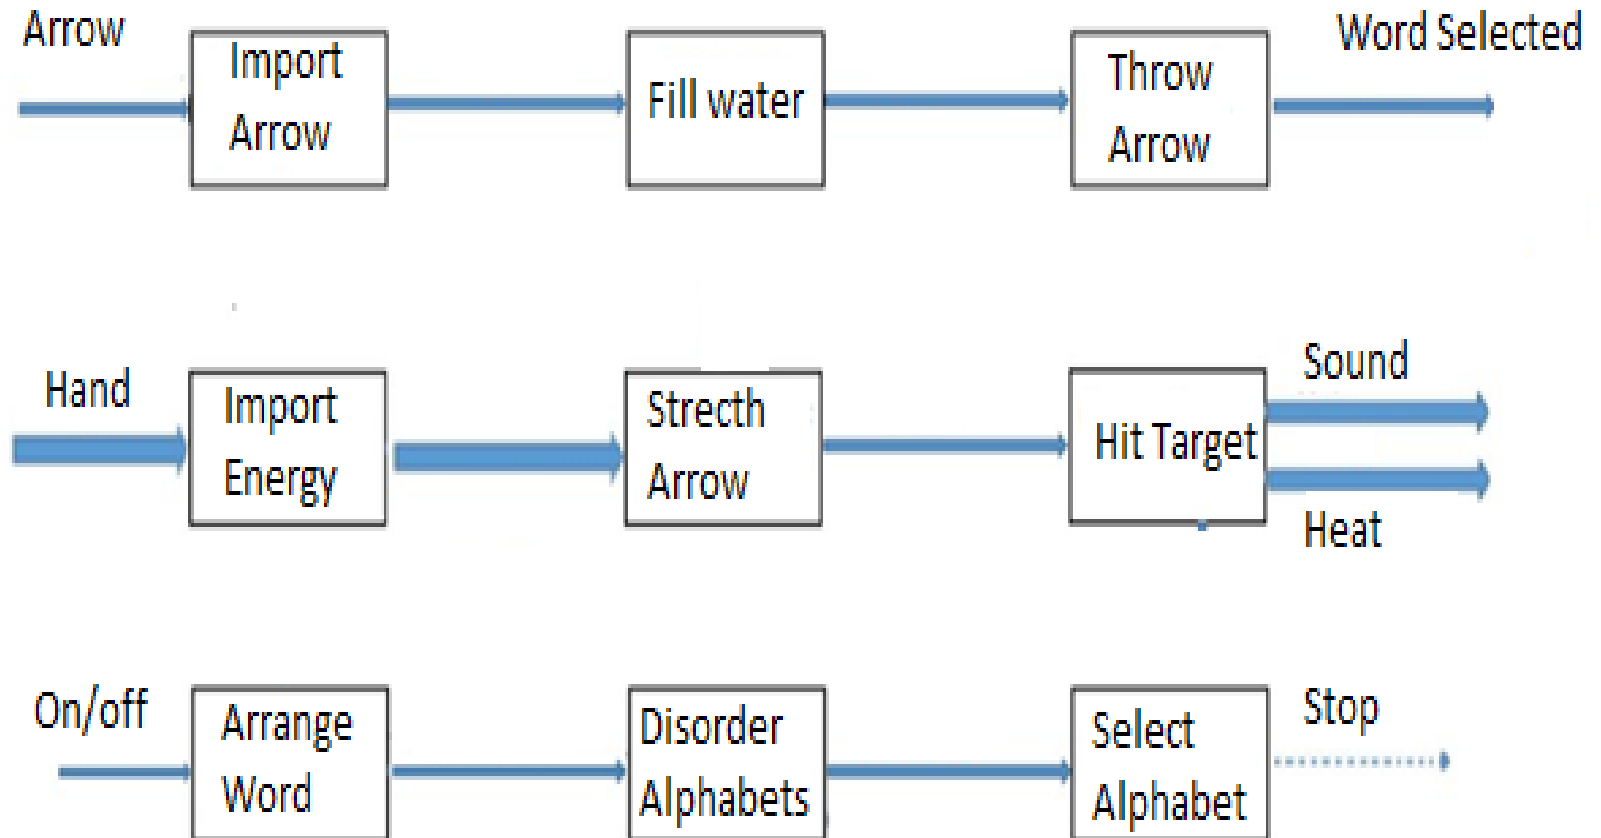 Arrow
Import
Arrow
Fill water
Throw
Arrow
Word Selected
Hand
Import
Energy
Strecth
Arrow
Hit Target
Sound
Heat
On/off
Arrange
Word
Disorder
Alphabets
Select
Alphabet
Stop